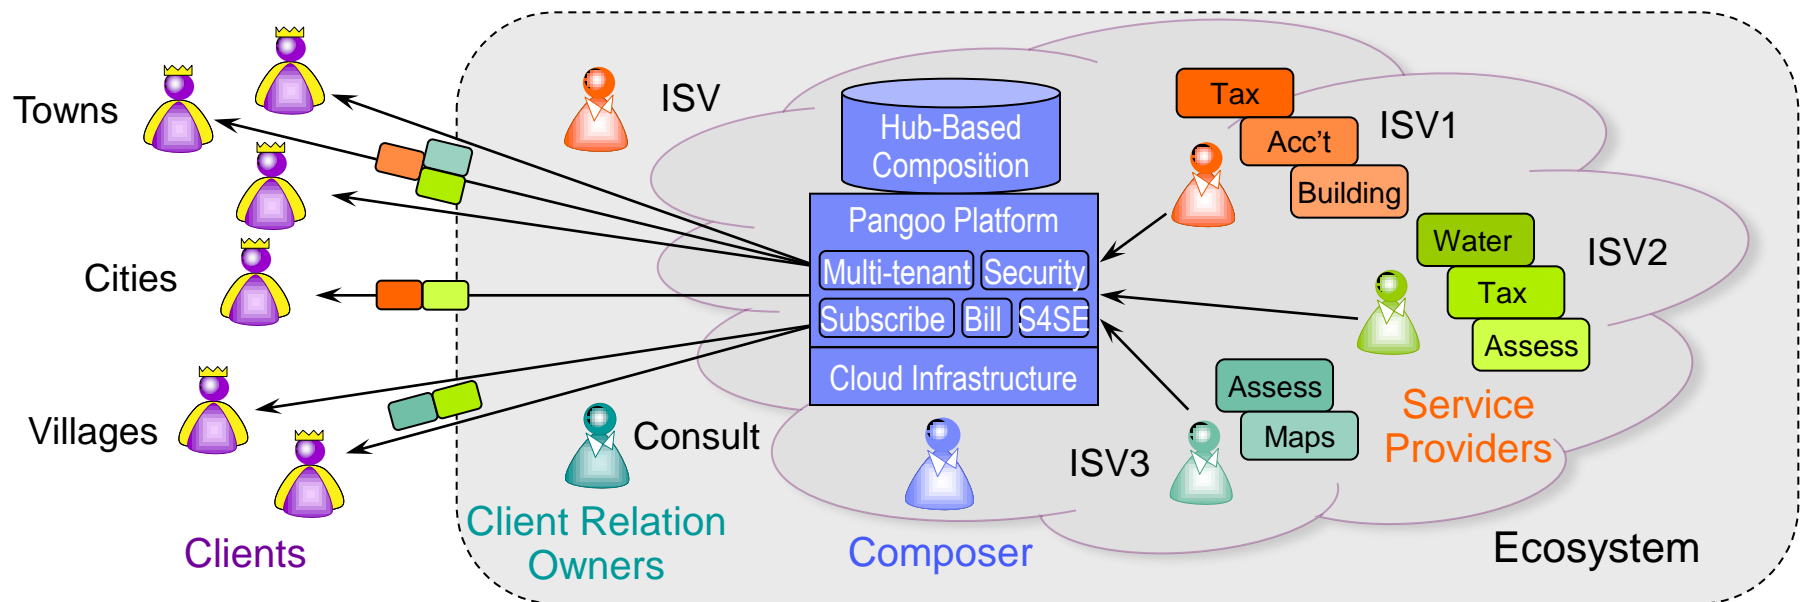 Towns
Cities
Villages
Clients
ISV
Consult
Client Relation
Owners
Hub-Based
Composition
Pangoo Platform
Multi-tenant
Security
Subscribe
Bill
S4SE
Cloud Infrastructure
Composer
Tax
Acc't
Building
ISV1
Water
Tax
Assess
ISV2
Assess
Maps
ISV3
Service
Providers
Ecosystem